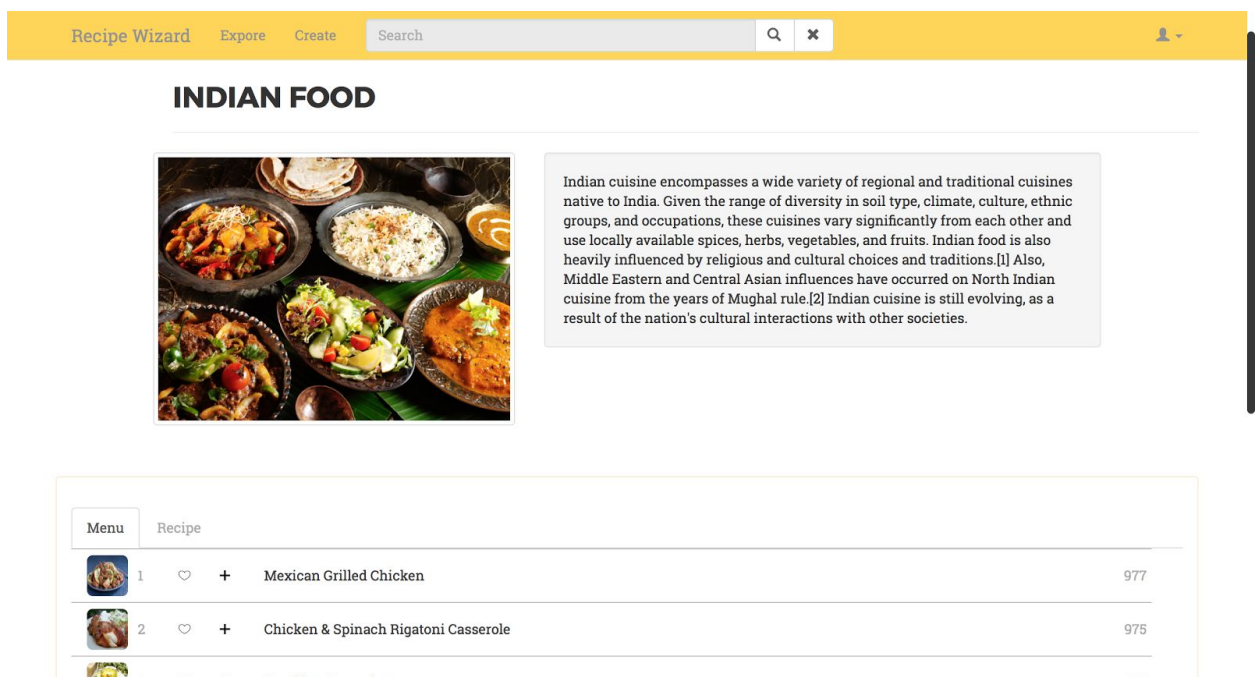 Recipe Wizard Expore Create Search
INDIAN FOOD
Indian cuisine encompasses a wide variety of regional and traditional cuisines
native to India. Given the range of diversity in soil type, climate, culture, ethnic
groups, and occupations, these cuisines vary significantly from each other and
use locally available spices, herbs, vegetables, and fruits. Indian food is also
heavily influenced by religious and cultural choices and traditions.[1] Also,
Middle Eastern and Central Asian influences have occurred on North Indian
cuisine from the years of Mughal rule.[2] Indian cuisine is still evolving, as a
result of the nation's cultural interactions with other societies.
Menu Recipe
1 Mexican Grilled Chicken 977
2 Chicken & Spinach Rigatoni Casserole 975